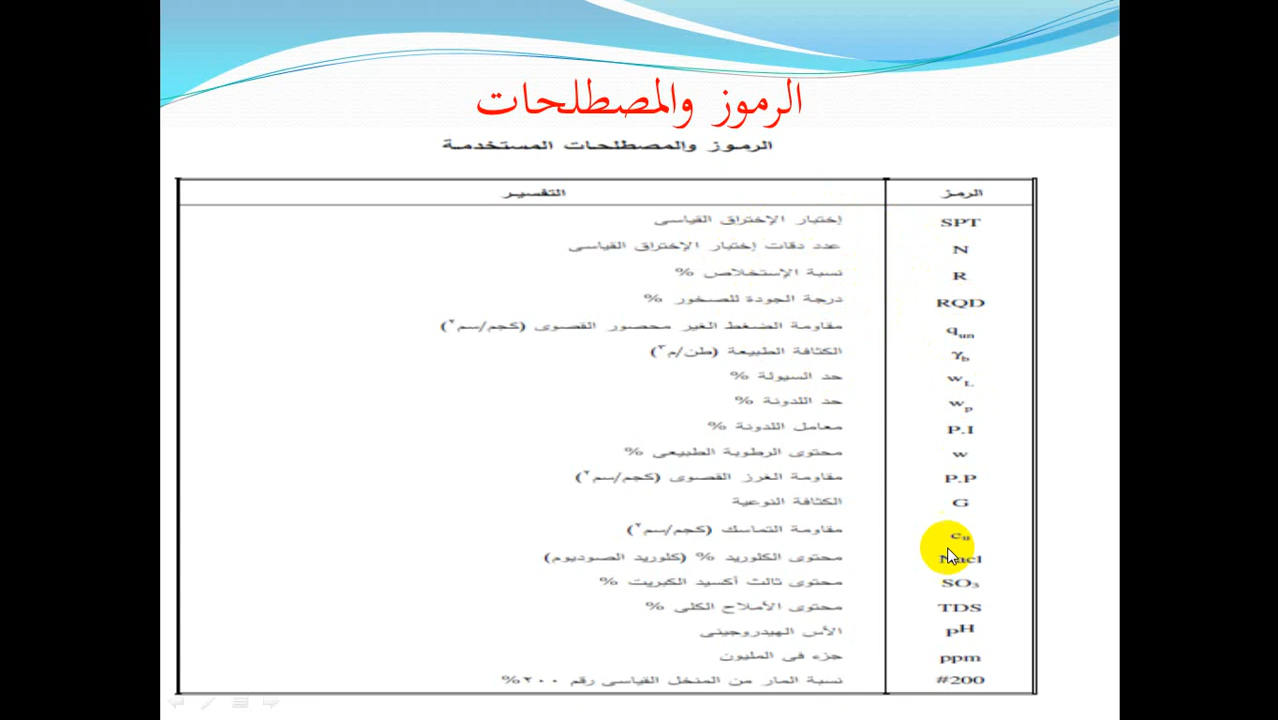 الرموز والمصطلحات
الرموز والمصطلحات المستخدمة
الرمز التفسير
SPT إختبار الإختراق القياسى
N عدد دقات إختبار الإختراق القياسى
R نسبة الإستخلاص %
RQD درجة الجودة للصخور %
qun مقاومة الضغط الغير محصور القصوى (كجم/سم٢)
γb الكثافة الطبيعة (طن/م٣)
wL حد السيولة %
wp حد اللدونة %
P.I معامل اللدونة %
w محتوى الرطوبة الطبيعى %
P.P مقاومة الغرز القصوى (كجم/سم٢)
G الكثافة النوعية
cu مقاومة التماسك (كجم/سم٢)
Nacl محتوى الكلوريد % (كلوريد الصوديوم)
SO3 محتوى ثالث أكسيد الكبريت %
TDS محتوى الأملاح الكلى %
pH الأس الهيدروجينى
ppm جزء فى المليون
#200 نسبة المار من المنخل القياسى رقم ٢٠٠%